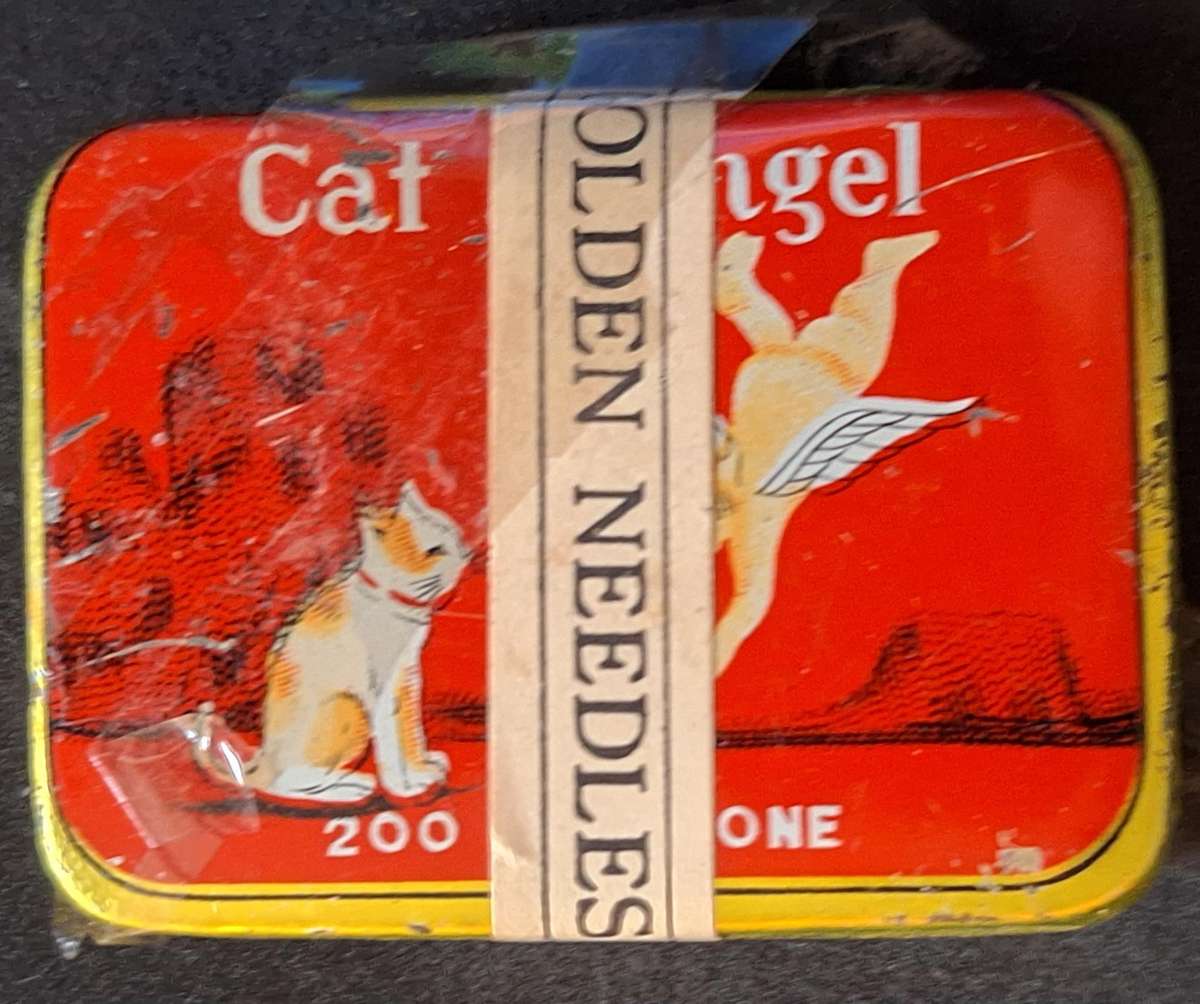 Cat ngel
OLDEN NEEDLES
200 ONE